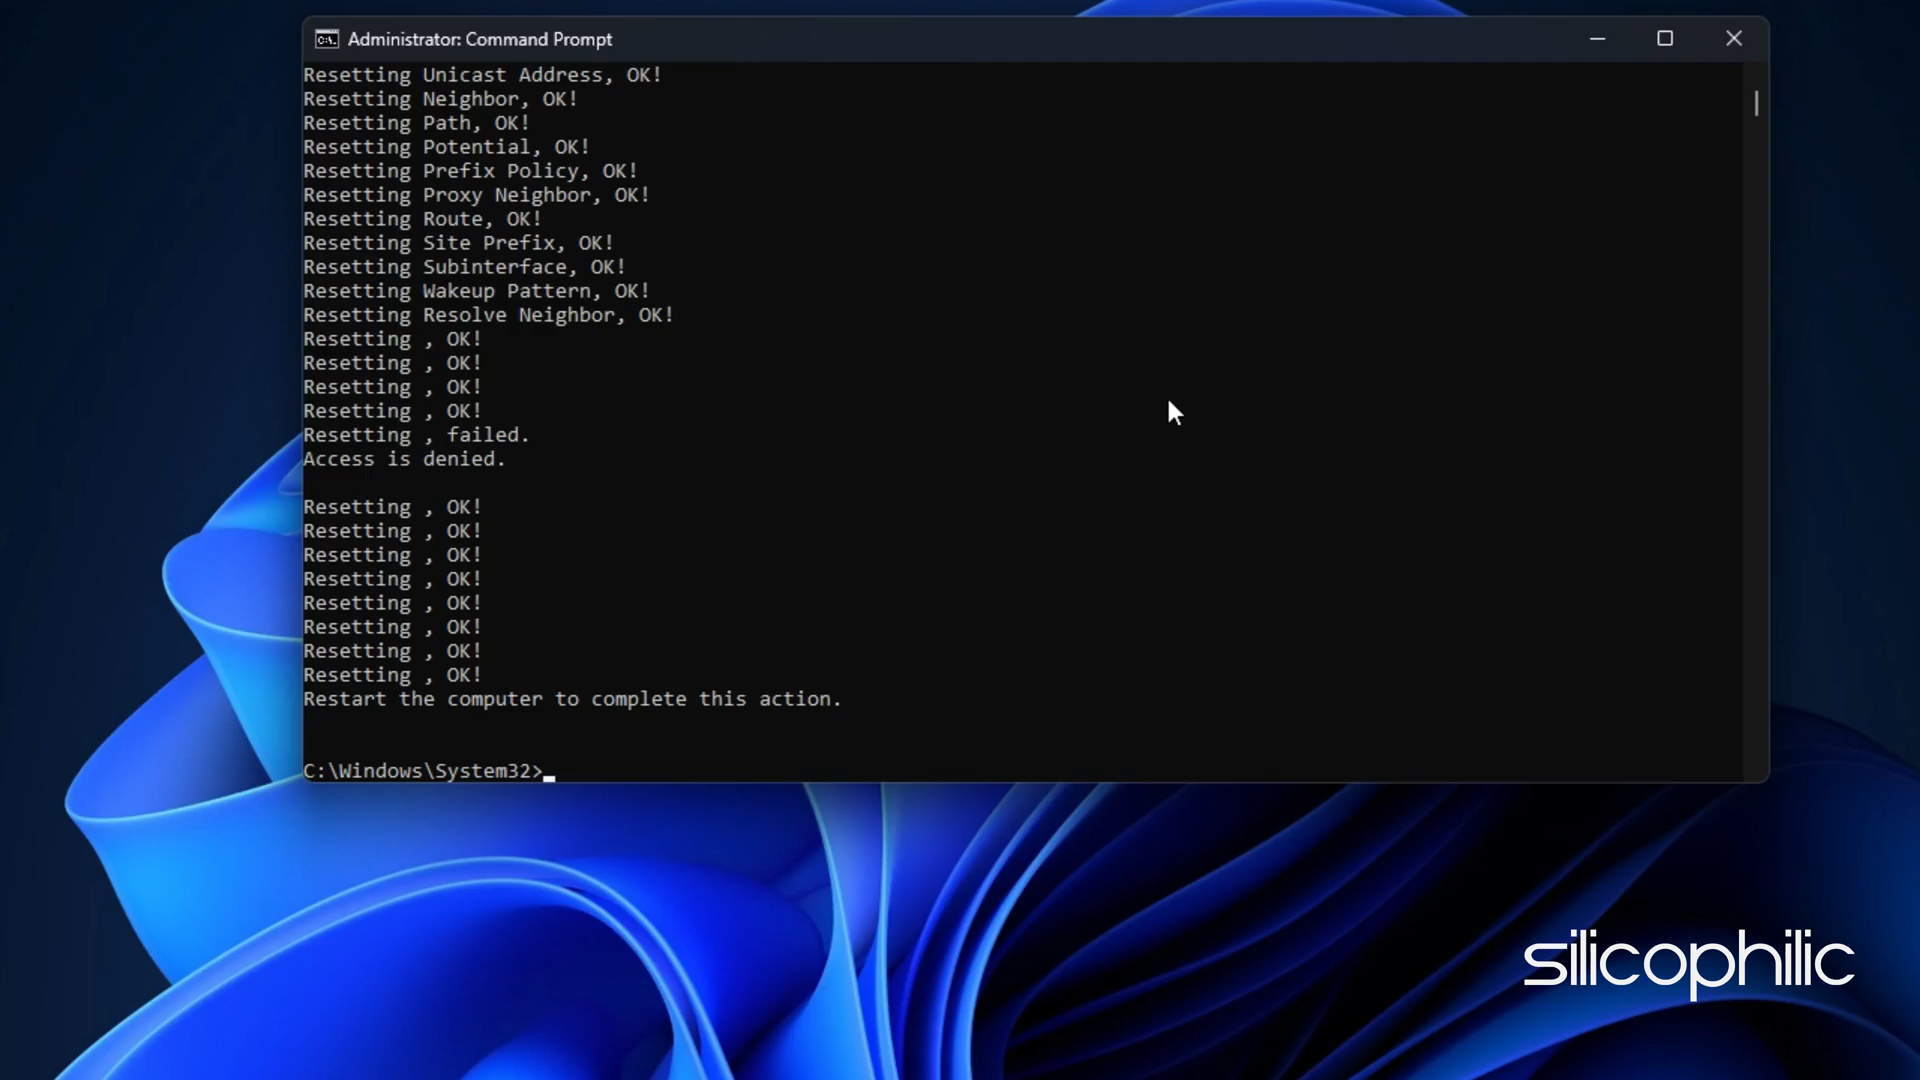 Administrator: Command Prompt
Resetting Unicast Address, OK!
Resetting Neighbor, OK!
Resetting Path, OK!
Resetting Potential, OK!
Resetting Prefix Policy, OK!
Resetting Proxy Neighbor, OK!
Resetting Route, OK!
Resetting Site Prefix, OK!
Resetting Subinterface, OK!
Resetting Wakeup Pattern, OK!
Resetting Resolve Neighbor, OK!
Resetting , OK!
Resetting , OK!
Resetting , OK!
Resetting , OK!
Resetting , failed.
Access is denied.
Resetting , OK!
Resetting , OK!
Resetting , OK!
Resetting , OK!
Resetting , OK!
Resetting , OK!
Resetting , OK!
Resetting , OK!
Restart the computer to complete this action.
C:\Windows\System32>
silicophilic